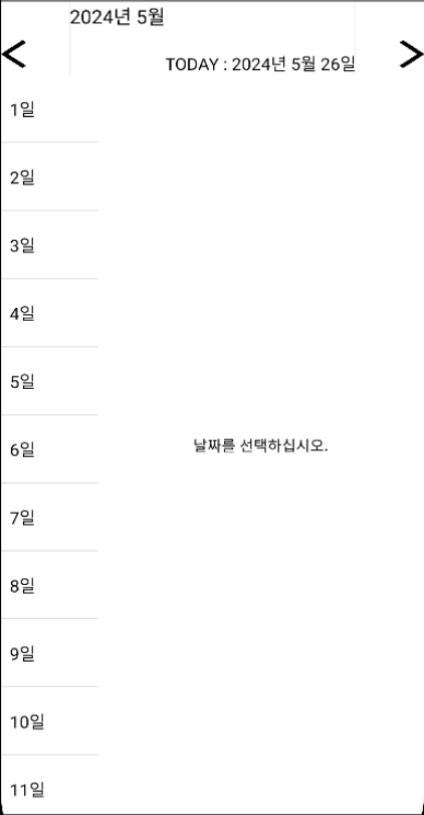 2024년 5월
TODAY : 2024년 5월 26일
1일
2일
3일
4일
5일
날짜를 선택하십시오.
6일
7일
8일
9일
10일
11일